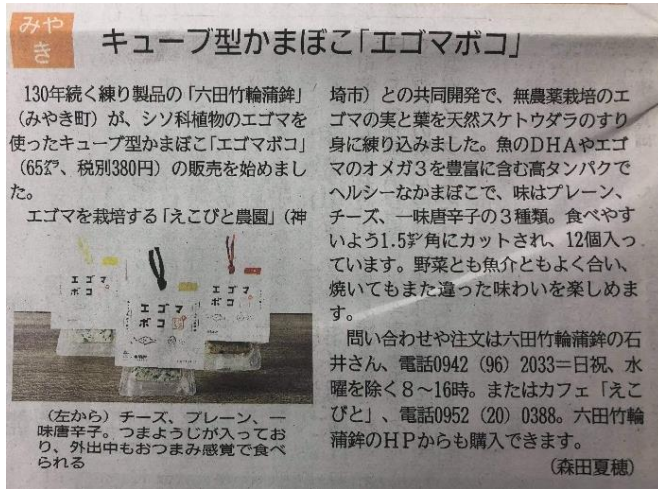 みや
き
キューブ型かまぼこ「エゴマボコ」
130年続く練り製品の「六田竹輪蒲鉾」
(みやき町)が、シソ科植物のエゴマを
使ったキューブ型かまぼこ「エゴマボコ」
(65㌘、税別380円)の販売を始めまし
た。
エゴマを栽培する「えこびと農園」(神
埼市)との共同開発で、無農薬栽培のエ
ゴマの実と葉を天然スケトウダラのすり
身に練り込みました。魚のDHAやエゴ
マのオメガ3を豊富に含む高タンパクで
ヘルシーなかまぼこで、味はプレーン、
チーズ、一味唐辛子の3種類。食べやす
いよう1.5㌢角にカットされ、12個入っ
ています。野菜とも魚介ともよく合い、
焼いてもまた違った味わいを楽しめま
す。
問い合わせや注文は六田竹輪蒲鉾の石
井さん、電話0942(96)2033=日祝、水
曜を除く8～16時。またはカフェ「えこ
びと」、電話0952(20)0388。六田竹輪
蒲鉾のHPからも購入できます。
(森田夏穂)
エゴマ
ボコ
エゴマ
ボコ
エゴマ
ボコ
(左から)チーズ、プレーン、一
味唐辛子。つまようじが入ってお
り、外出中もおつまみ感覚で食べ
られる